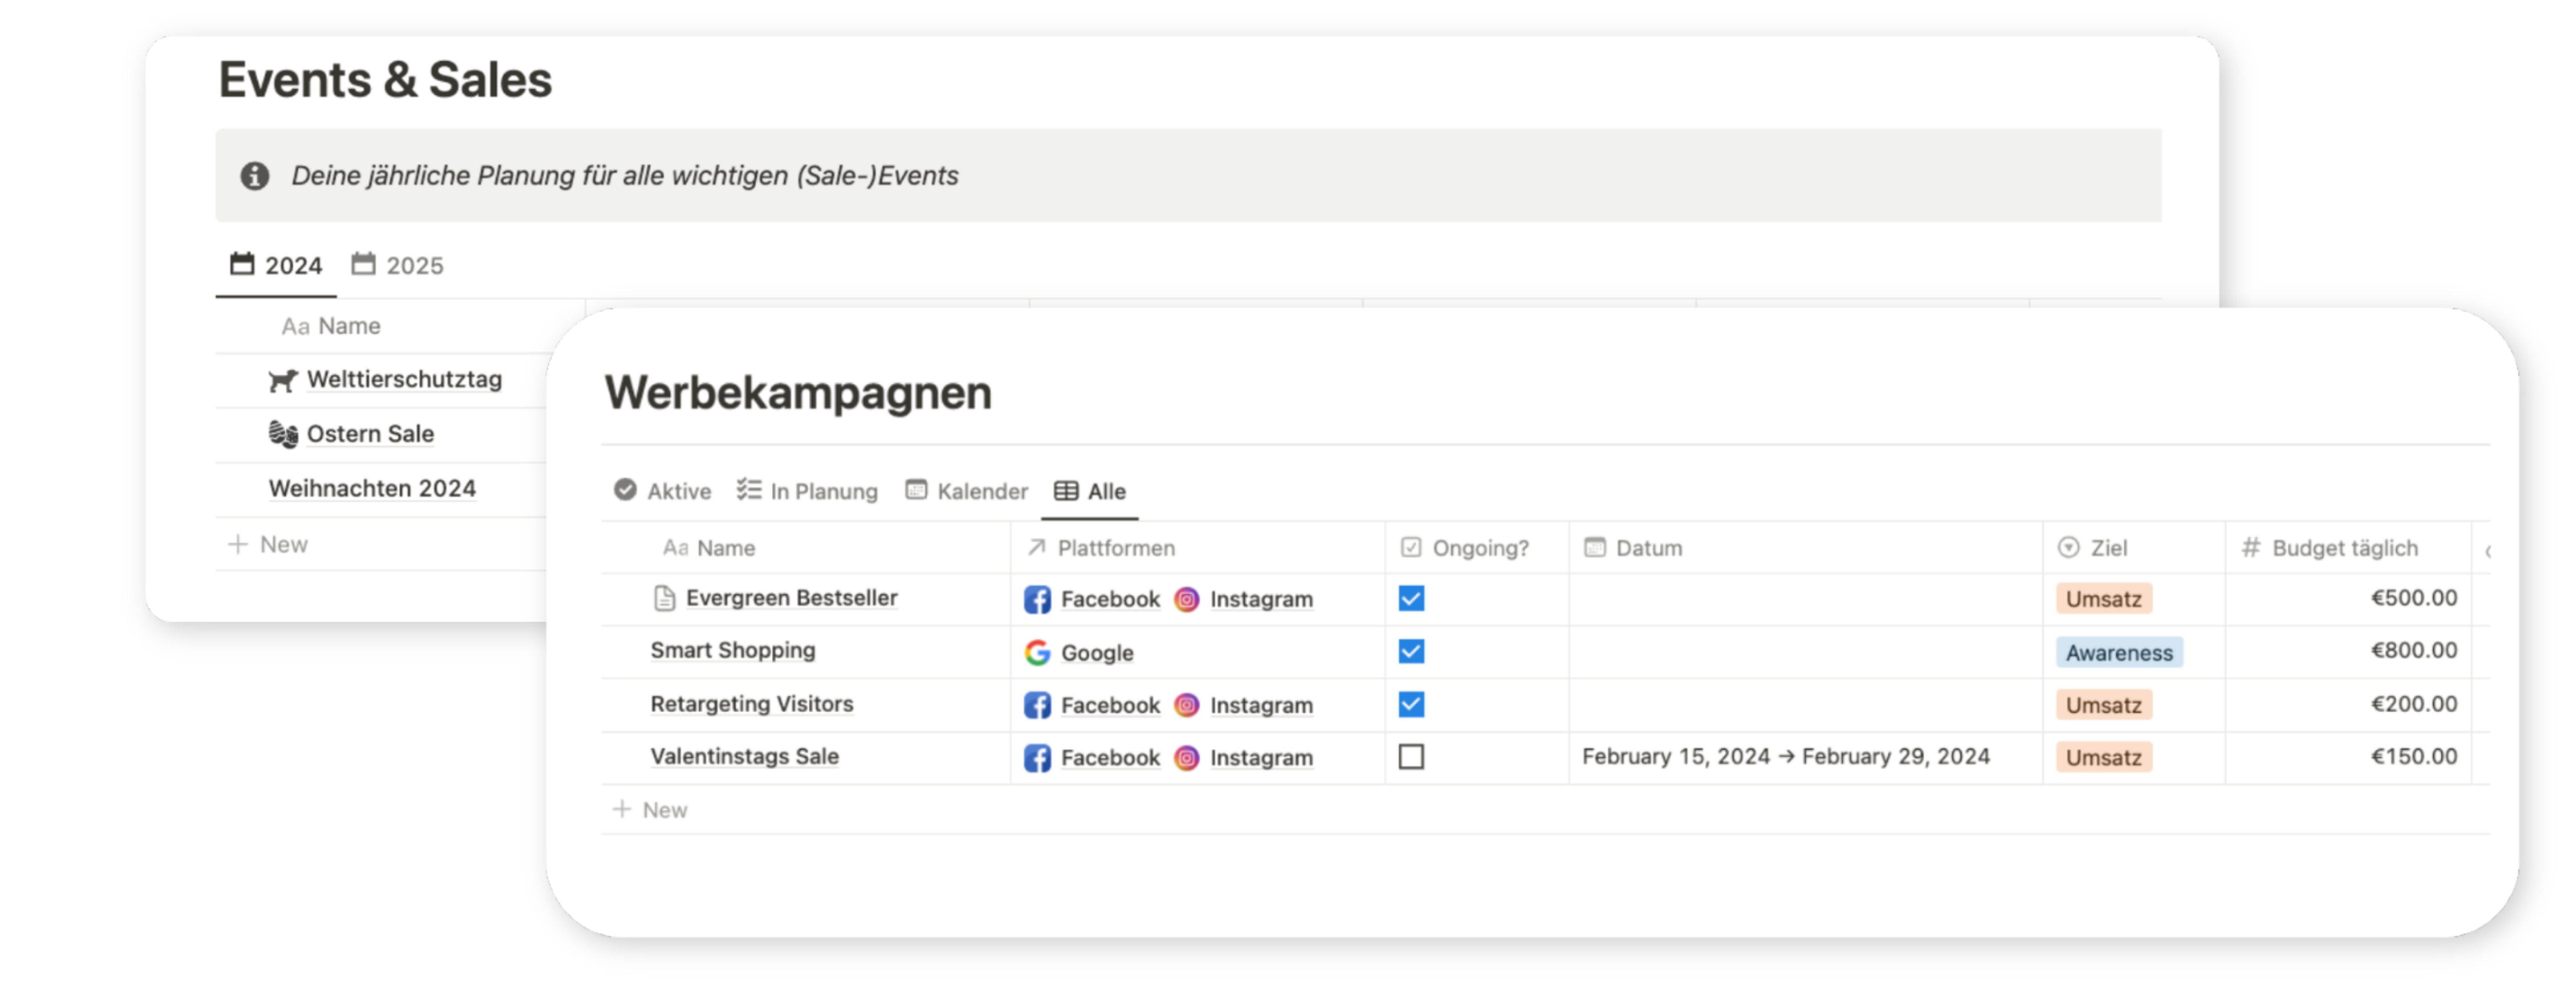 Events & Sales
Deine jährliche Planung für alle wichtigen (Sale-)Events
2024 2025
Aa Name
Welttierschutztag
Ostern Sale
Weihnachten 2024
+ New
Werbekampagnen
Aktive In Planung Kalender Alle
Aa Name Plattformen Ongoing? Datum Ziel # Budget täglich
Evergreen Bestseller Facebook Instagram Umsatz €500.00
Smart Shopping Google Awareness €800.00
Retargeting Visitors Facebook Instagram Umsatz €200.00
Valentinstags Sale Facebook Instagram February 15, 2024 → February 29, 2024 Umsatz €150.00
+ New